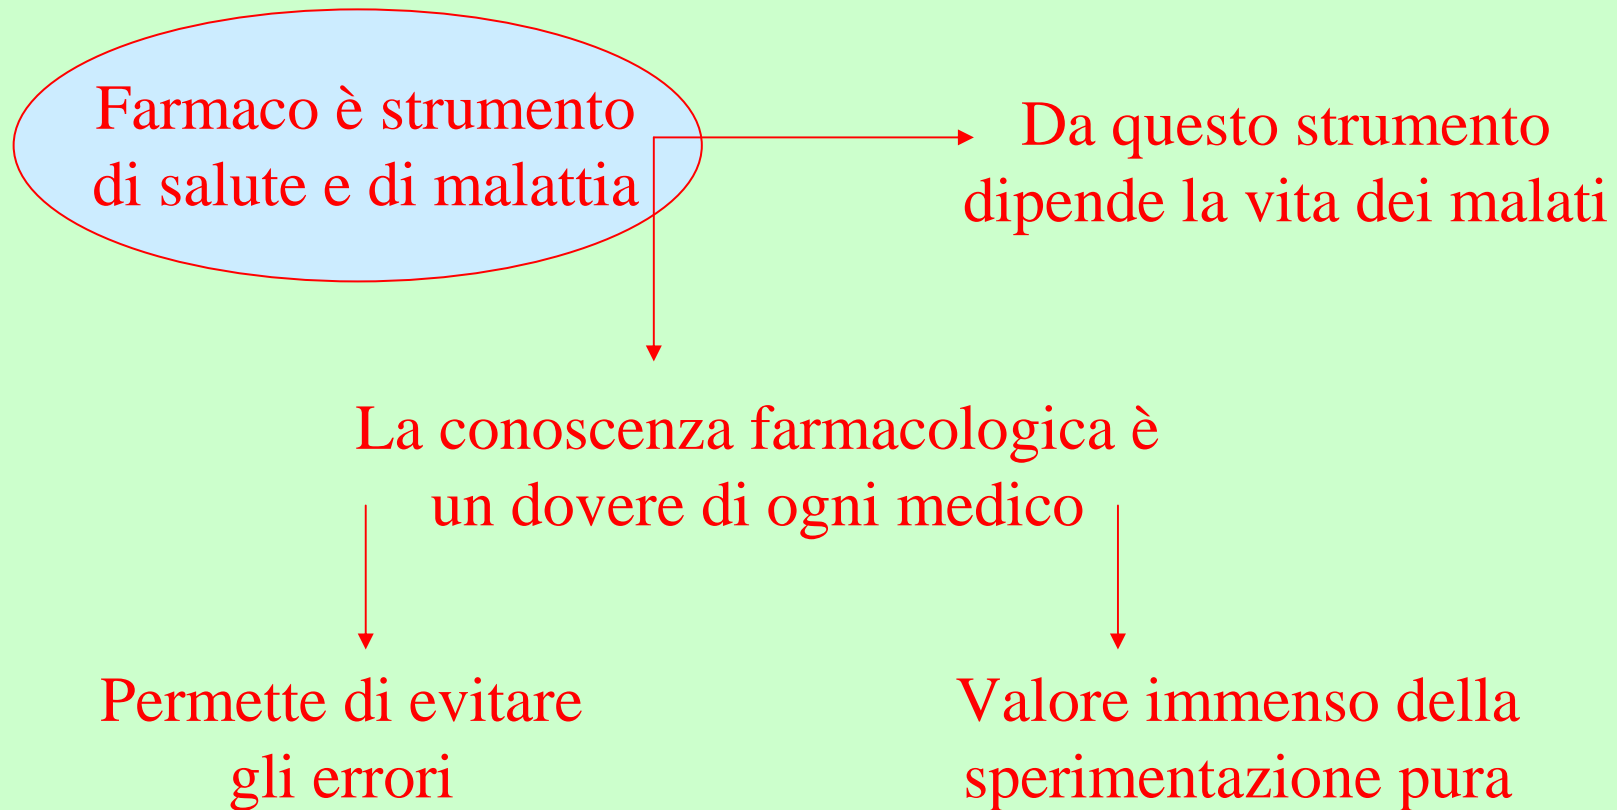 Farmaco è strumento
di salute e di malattia
Da questo strumento
dipende la vita dei malati
La conoscenza farmacologica è
un dovere di ogni medico
Permette di evitare
gli errori
Valore immenso della
sperimentazione pura